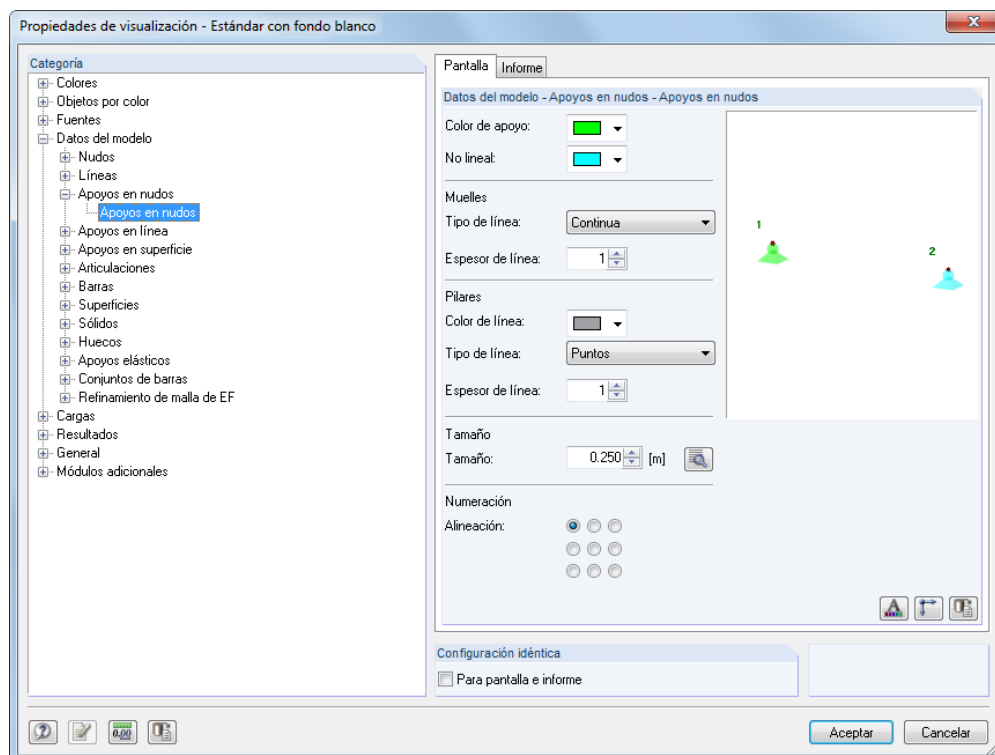 Propiedades de visualización - Estándar con fondo blanco
Categoría
Colores
Objetos por color
Fuentes
Datos del modelo
Nudos
Líneas
Apoyos en nudos
Apoyos en nudos
Apoyos en línea
Apoyos en superficie
Articulaciones
Barras
Superficies
Sólidos
Huecos
Apoyos elásticos
Conjuntos de barras
Refinamiento de malla de EF
Cargas
Resultados
General
Módulos adicionales
Pantalla Informe
Datos del modelo - Apoyos en nudos - Apoyos en nudos
Color de apoyo:
No lineal:
Muelles
Tipo de línea: Continua
Espesor de línea: 1
Pilares
Color de línea:
Tipo de línea: Puntos
Espesor de línea: 1
Tamaño
Tamaño: 0.250 [m]
Numeración
Alineación:
1
2
Configuración idéntica
Para pantalla e informe
0.00
Aceptar Cancelar